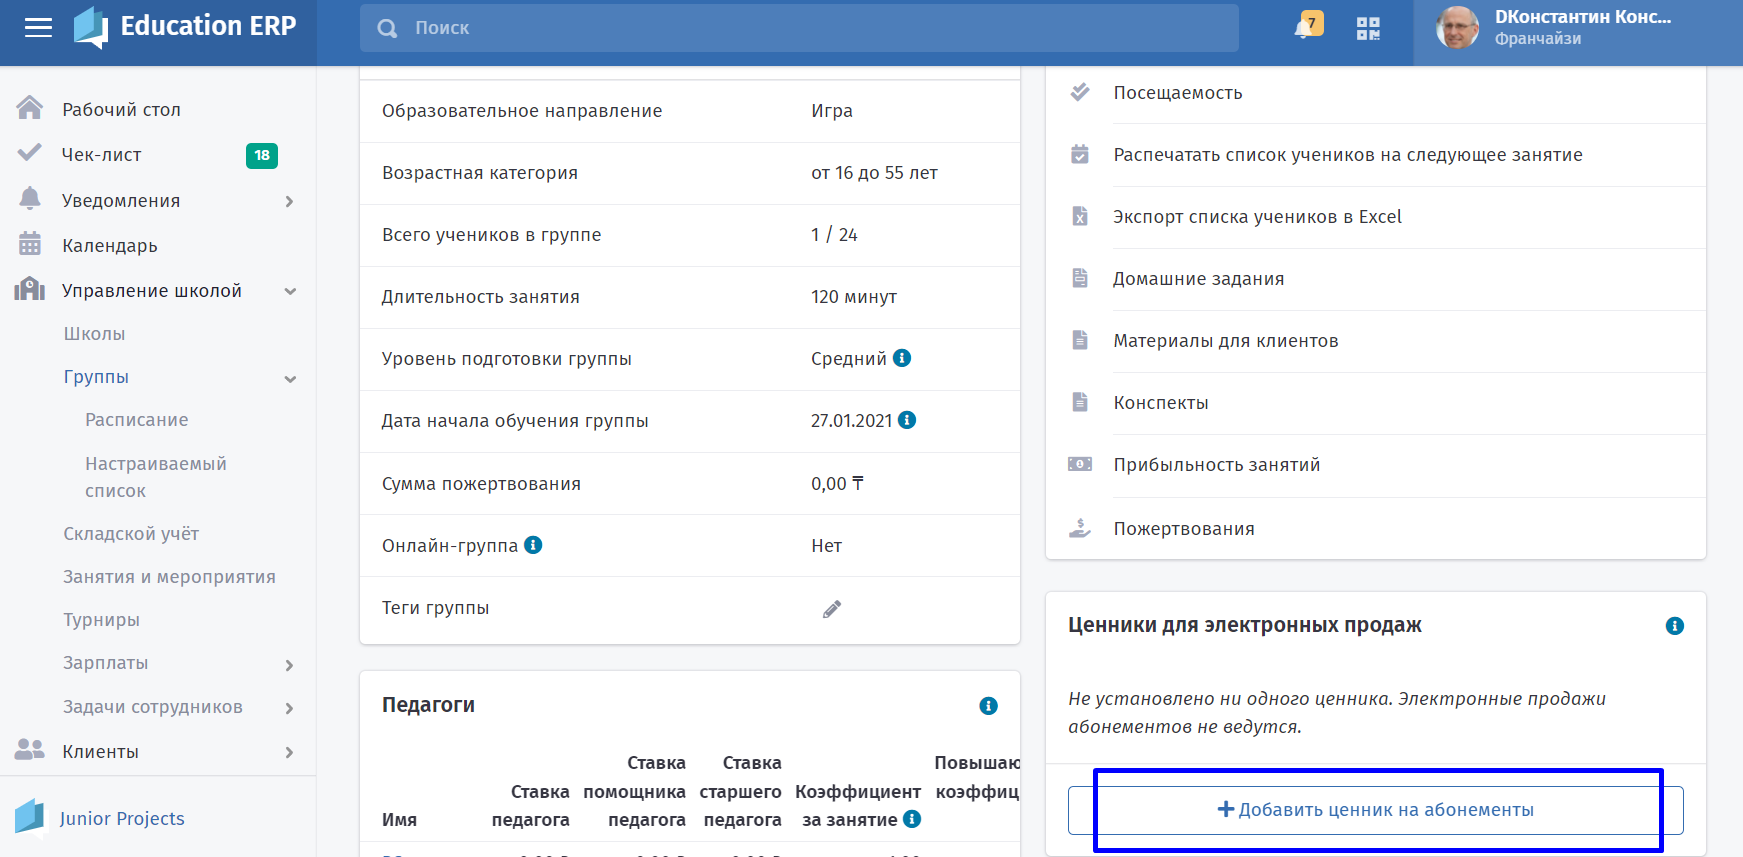 Education ERP
Поиск
7
DКонстантин Конс...
Франчайзи
Рабочий стол
Чек-лист 18
Уведомления
Календарь
Управление школой
Школы
Группы
Расписание
Настраиваемый
список
Складской учёт
Занятия и мероприятия
Турниры
Зарплаты
Задачи сотрудников
Клиенты
Junior Projects
Образовательное направление Игра
Возрастная категория от 16 до 55 лет
Всего учеников в группе 1 / 24
Длительность занятия 120 минут
Уровень подготовки группы Средний
Дата начала обучения группы 27.01.2021
Сумма пожертвования 0,00 ₸
Онлайн-группа Нет
Теги группы
Педагоги
Имя
Ставка
педагога
Ставка
помощника
педагога
Ставка
старшего
педагога
Коэффициент
за занятие
Повышаю
коэффиц
Посещаемость
Распечатать список учеников на следующее занятие
Экспорт списка учеников в Excel
Домашние задания
Материалы для клиентов
Конспекты
Прибыльность занятий
Пожертвования
Ценники для электронных продаж
Не установлено ни одного ценника. Электронные продажи
абонементов не ведутся.
+ Добавить ценник на абонементы